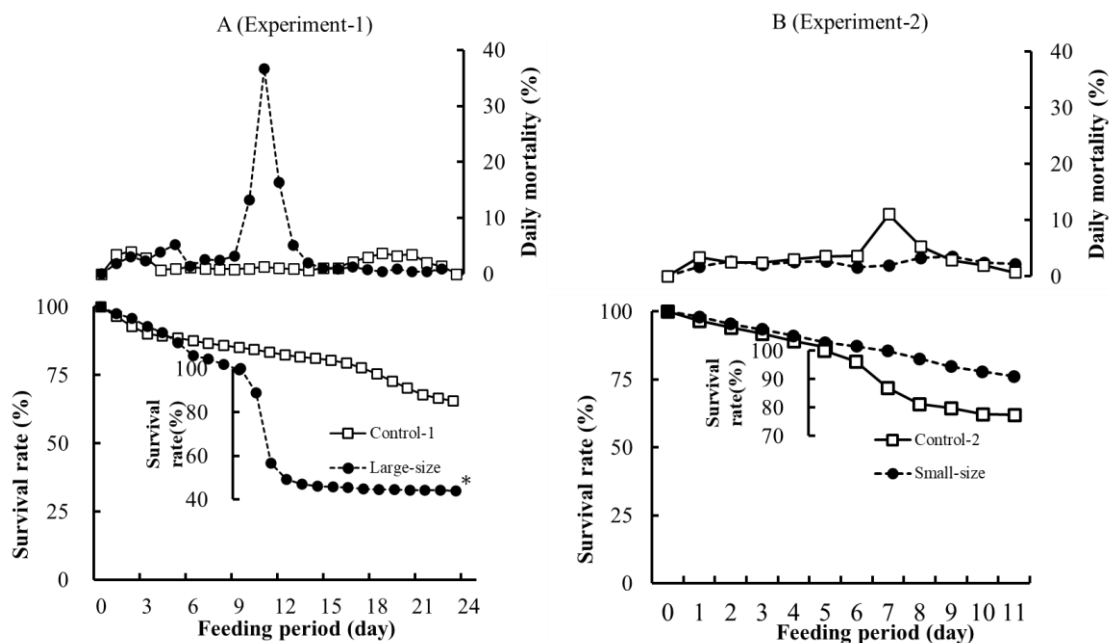 A (Experiment-1)
40
30
20
10
0
Daily mortality (%)
100
75
50
25
0
Survival rate (%)
100
80
60
40
Survival
rate(%)
Control-1
Large-size
*
0 3 6 9 12 15 18 21 24
Feeding period (day)
B (Experiment-2)
40
30
20
10
0
Daily mortality (%)
100
75
50
25
0
Survival rate (%)
100
90
80
70
Survival
rate(%)
Control-2
Small-size
0 1 2 3 4 5 6 7 8 9 10 11
Feeding period (day)